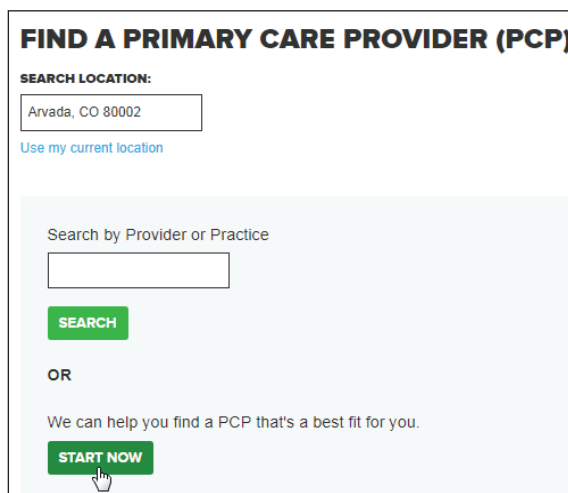 FIND A PRIMARY CARE PROVIDER (PCP)
SEARCH LOCATION:
Arvada, CO 80002
Use my current location
Search by Provider or Practice
SEARCH
OR
We can help you find a PCP that's a best fit for you.
START NOW